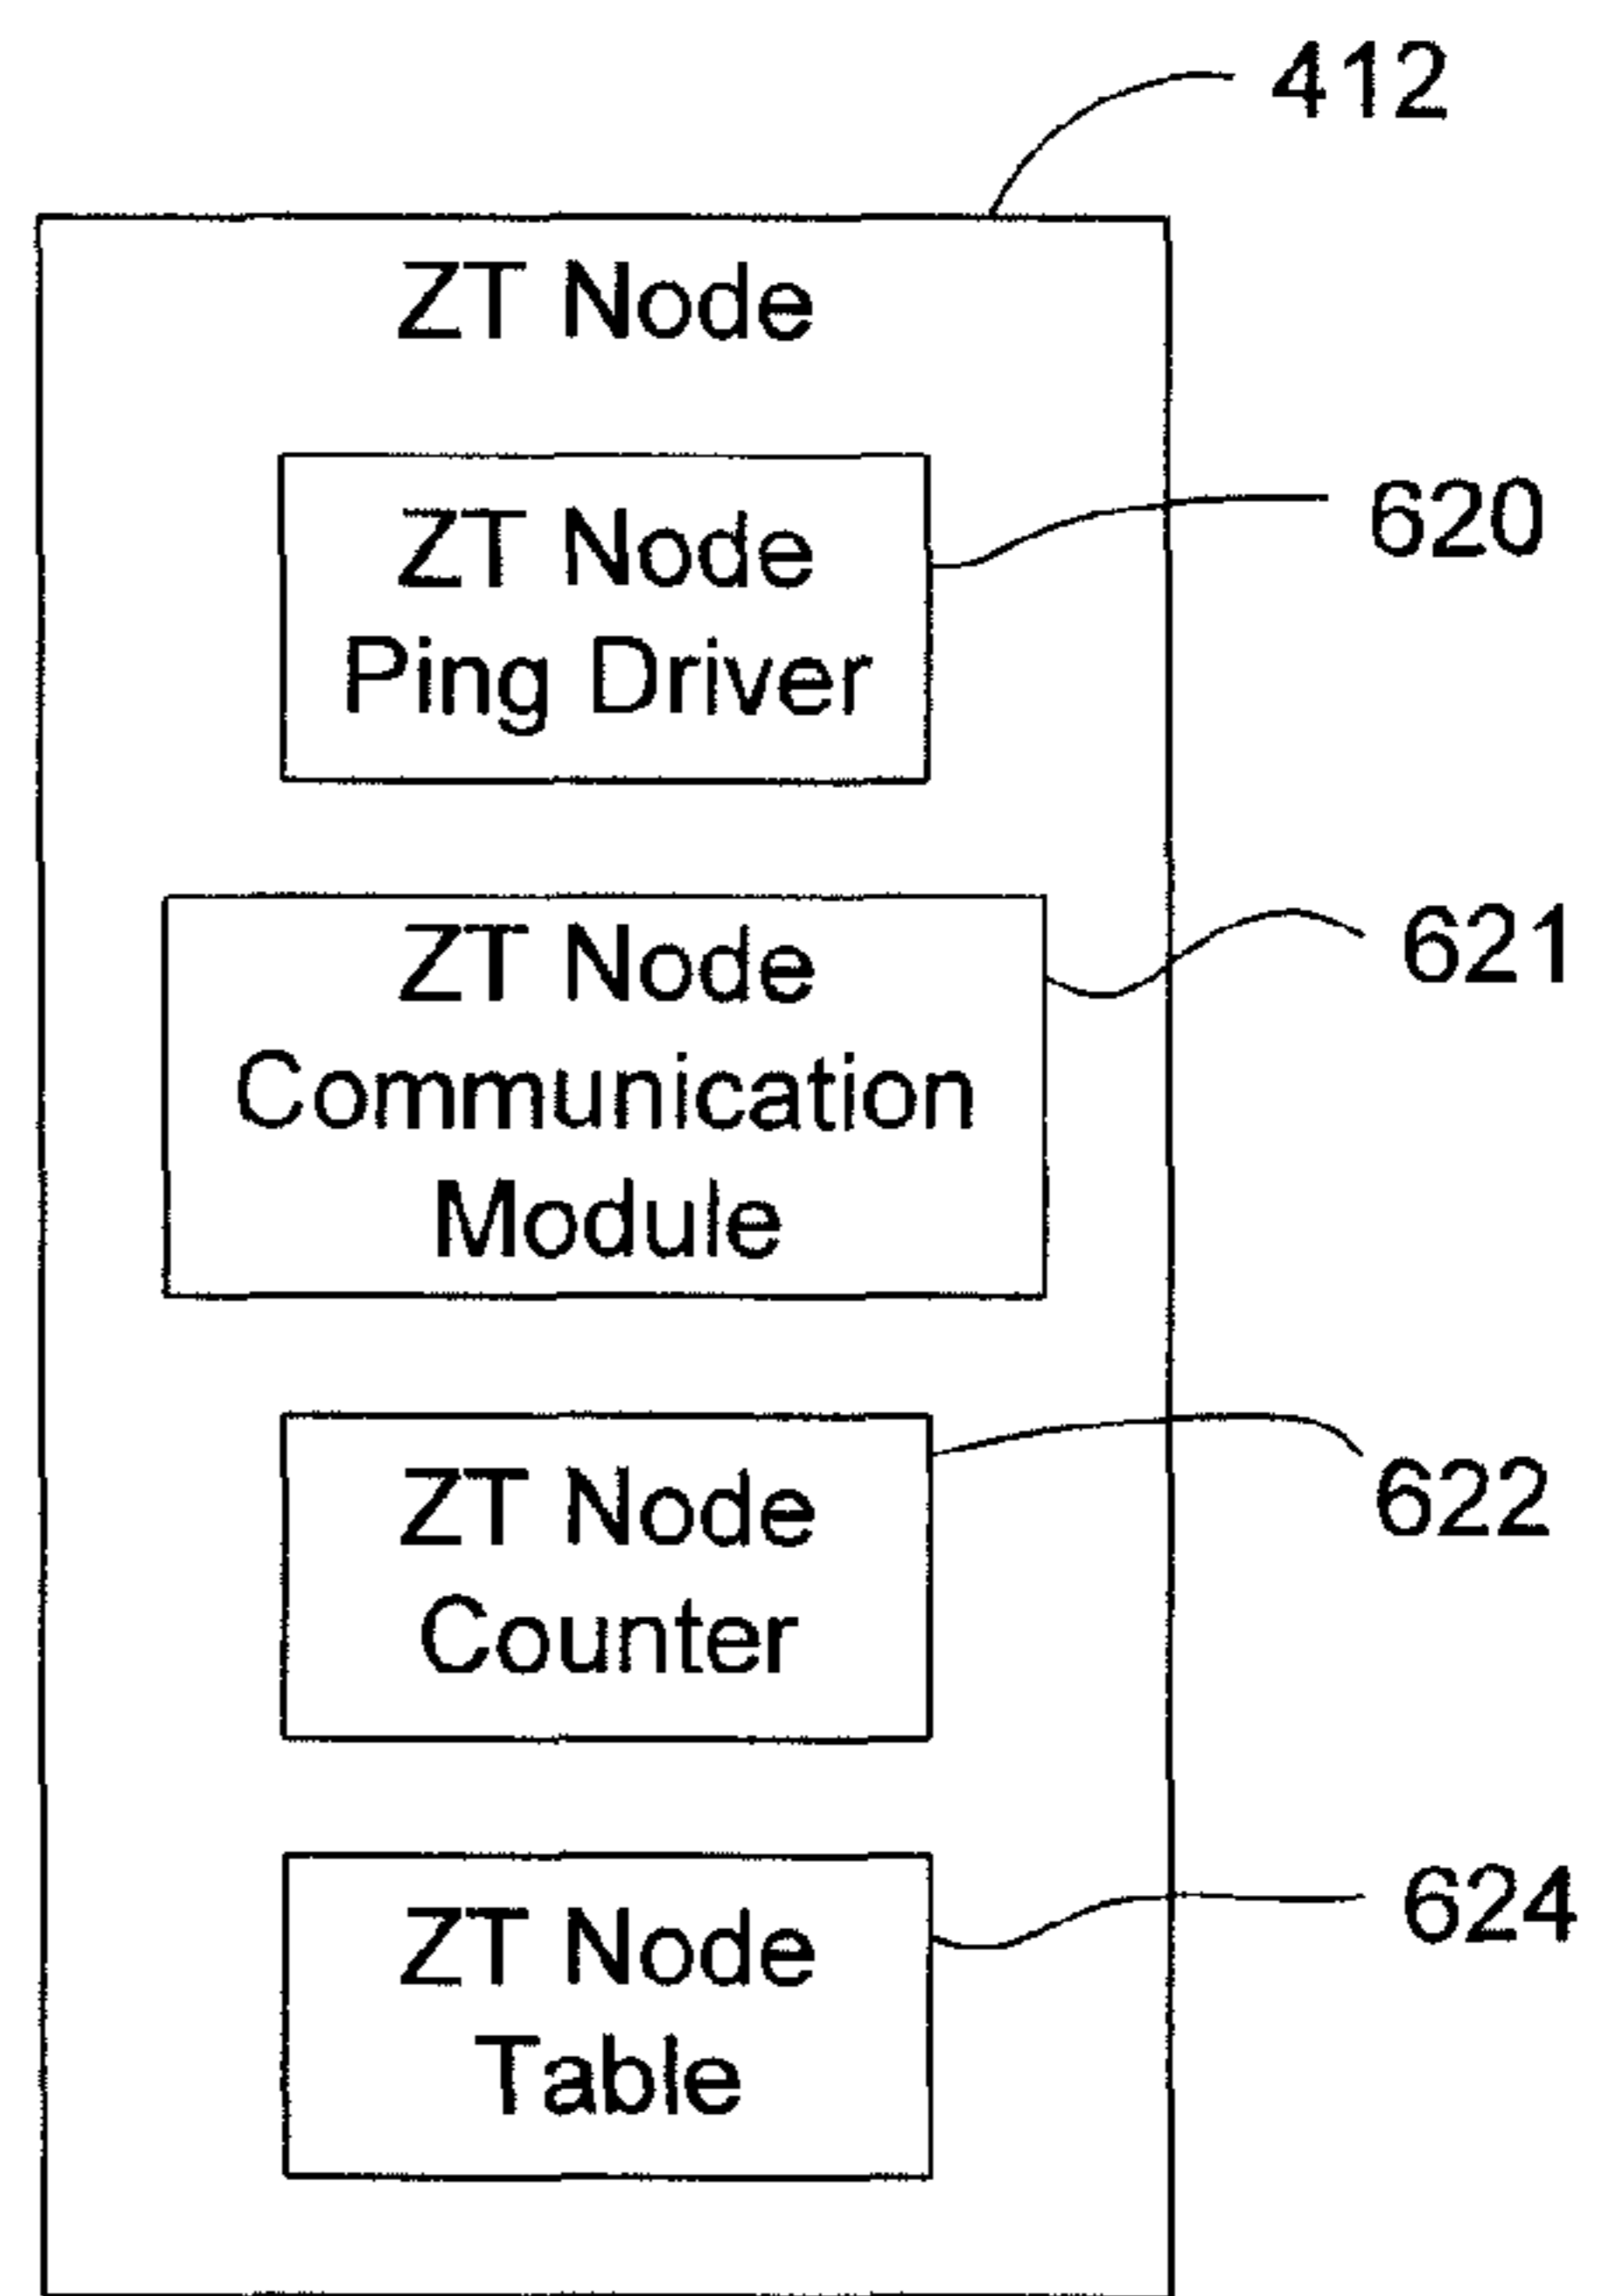 412
ZT Node
ZT Node
Ping Driver
620
ZT Node
Communication
Module
621
ZT Node
Counter
622
ZT Node
Table
624